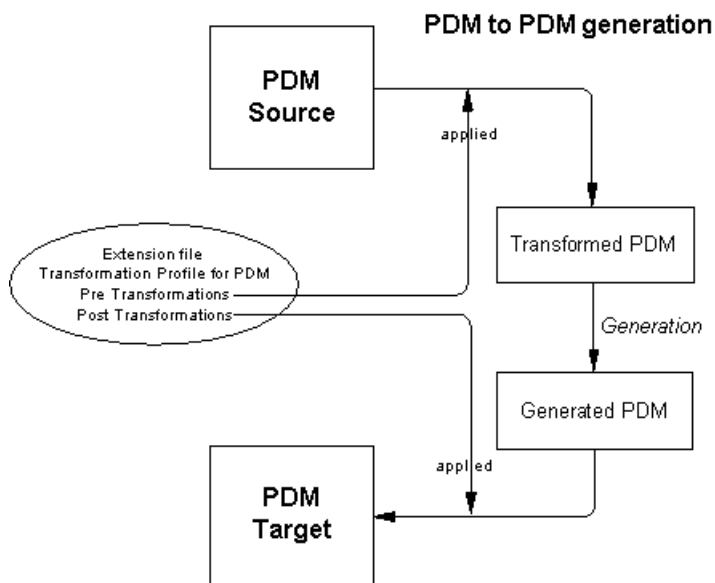 PDM to PDM generation
PDM
Source
applied
Transformed PDM
Extension file
Transformation Profile for PDM
Pre Transformations
Post Transformations
Generation
Generated PDM
applied
PDM
Target